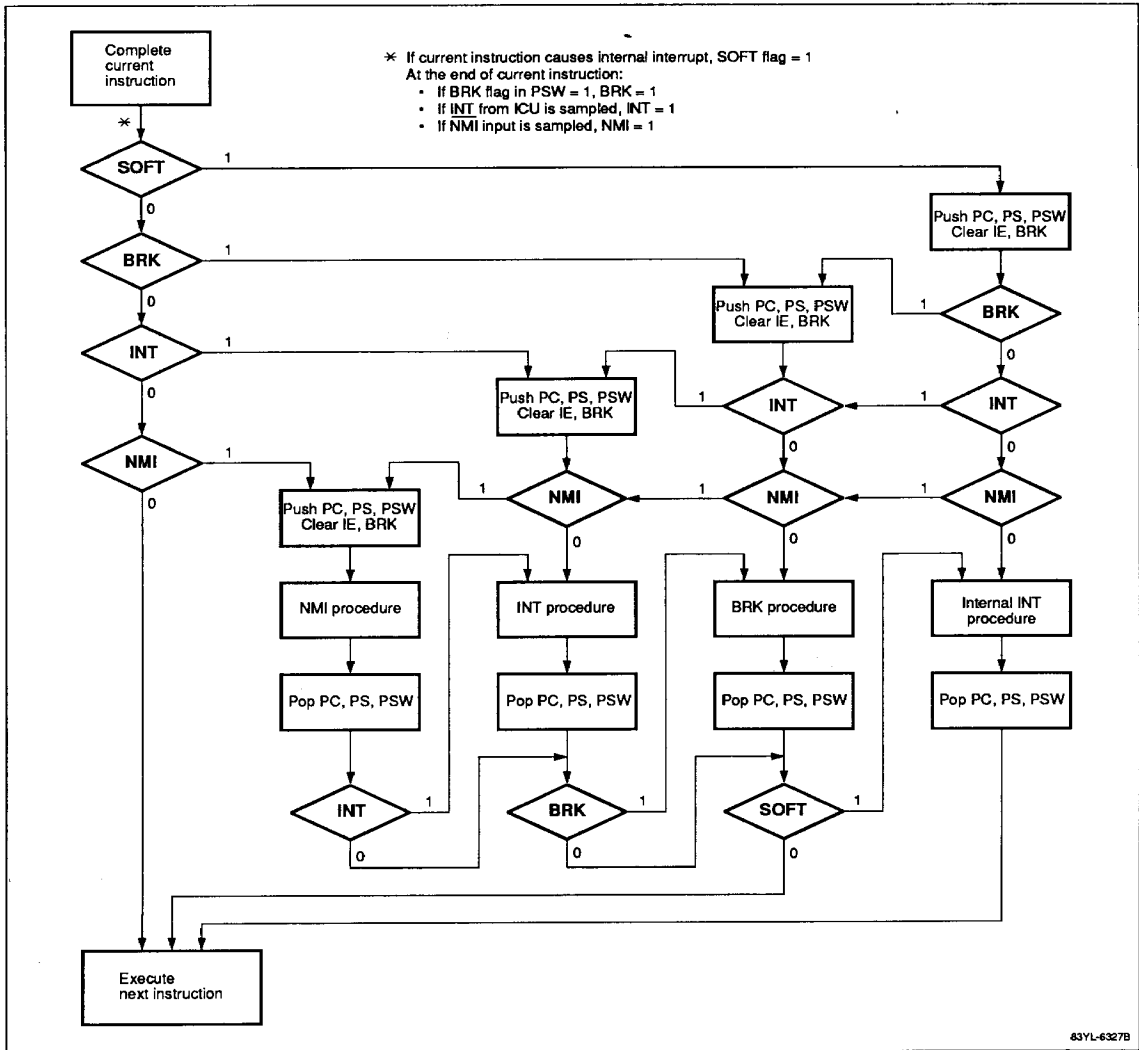 Complete
current
instruction
* If current instruction causes internal interrupt, SOFT flag = 1
At the end of current instruction:
• If BRK flag in PSW = 1, BRK = 1
• If INT from ICU is sampled, INT = 1
• If NMI input is sampled, NMI = 1
*
SOFT
1
0
Push PC, PS, PSW
Clear IE, BRK
BRK
1
0
Push PC, PS, PSW
Clear IE, BRK
1
BRK
0
INT
1
0
Push PC, PS, PSW
Clear IE, BRK
1
INT
0
INT
0
NMI
1
0
Push PC, PS, PSW
Clear IE, BRK
1
NMI
0
1
NMI
0
1
NMI
0
NMI procedure
INT procedure
BRK procedure
Internal INT
procedure
Pop PC, PS, PSW
Pop PC, PS, PSW
Pop PC, PS, PSW
Pop PC, PS, PSW
INT
1
0
BRK
1
0
SOFT
1
0
Execute
next instruction
83YL-6327B